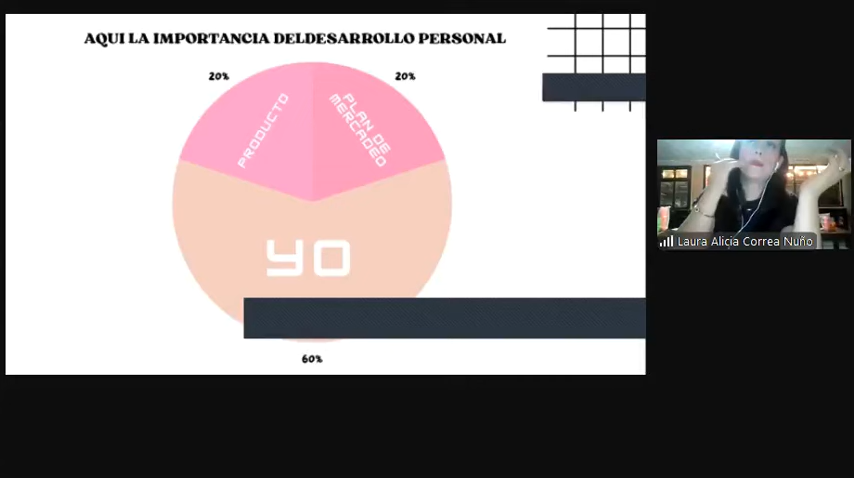 AQUI LA IMPORTANCIA DELDESARROLLO PERSONAL
20%
20%
PRODUCTO
PLAN DE
MERCADEO
YO
60%
Laura Alicia Correa Nuño